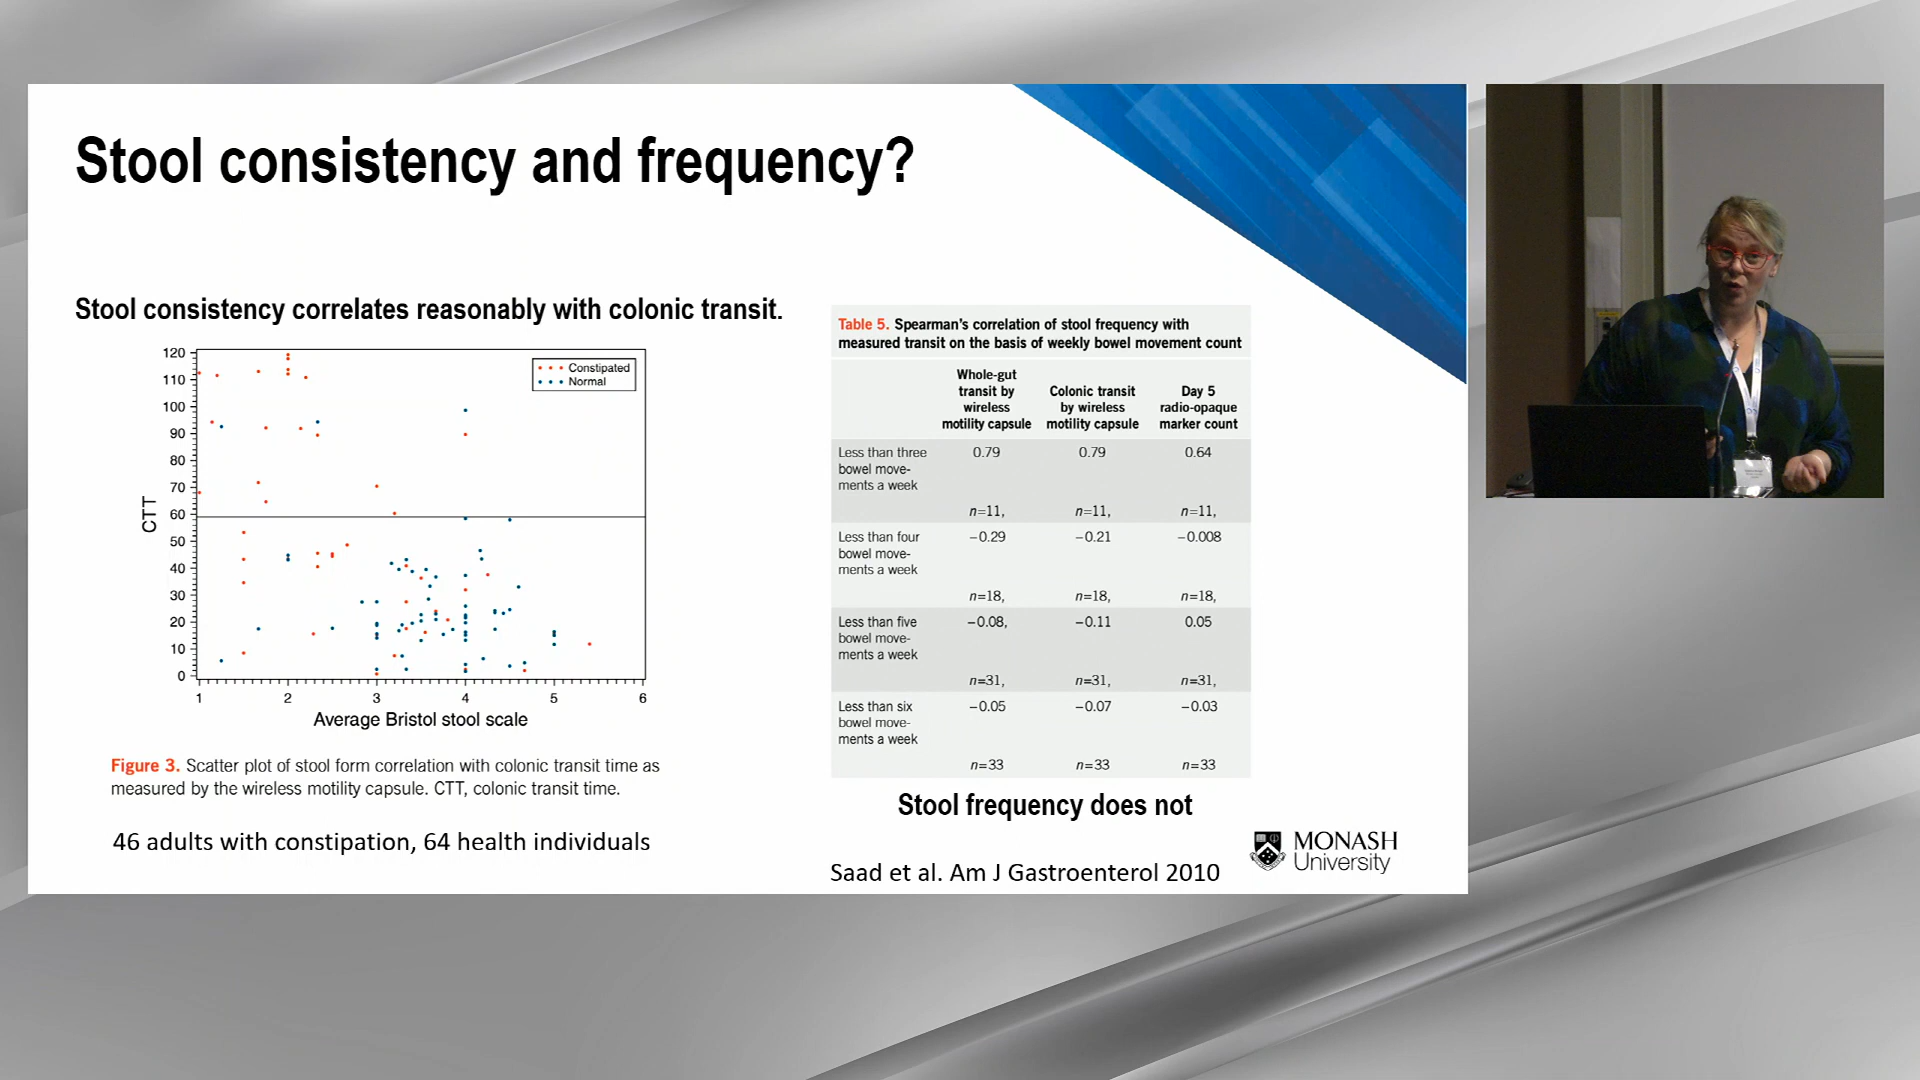 Stool consistency and frequency?
Stool consistency correlates reasonably with colonic transit.
120
110
100
90
80
70
60
50
40
30
20
10
0
CTT
Constipated
Normal
1 2 3 4 5 6
Average Bristol stool scale
Figure 3. Scatter plot of stool form correlation with colonic transit time as
measured by the wireless motility capsule. CTT, colonic transit time.
46 adults with constipation, 64 health individuals
Table 5. Spearman's correlation of stool frequency with
measured transit on the basis of weekly bowel movement count
Whole-gut
transit by
wireless
motility capsule
Colonic transit
by wireless
motility capsule
Day 5
radio-opaque
marker count
Less than three
bowel move-
ments a week
0.79 0.79 0.64
n=11, n=11, n=11,
Less than four
bowel move-
ments a week
−0.29 −0.21 −0.008
n=18, n=18, n=18,
Less than five
bowel move-
ments a week
−0.08, −0.11 0.05
n=31, n=31, n=31,
Less than six
bowel move-
ments a week
−0.05 −0.07 −0.03
n=33 n=33 n=33
Stool frequency does not
Saad et al. Am J Gastroenterol 2010
MONASH
University